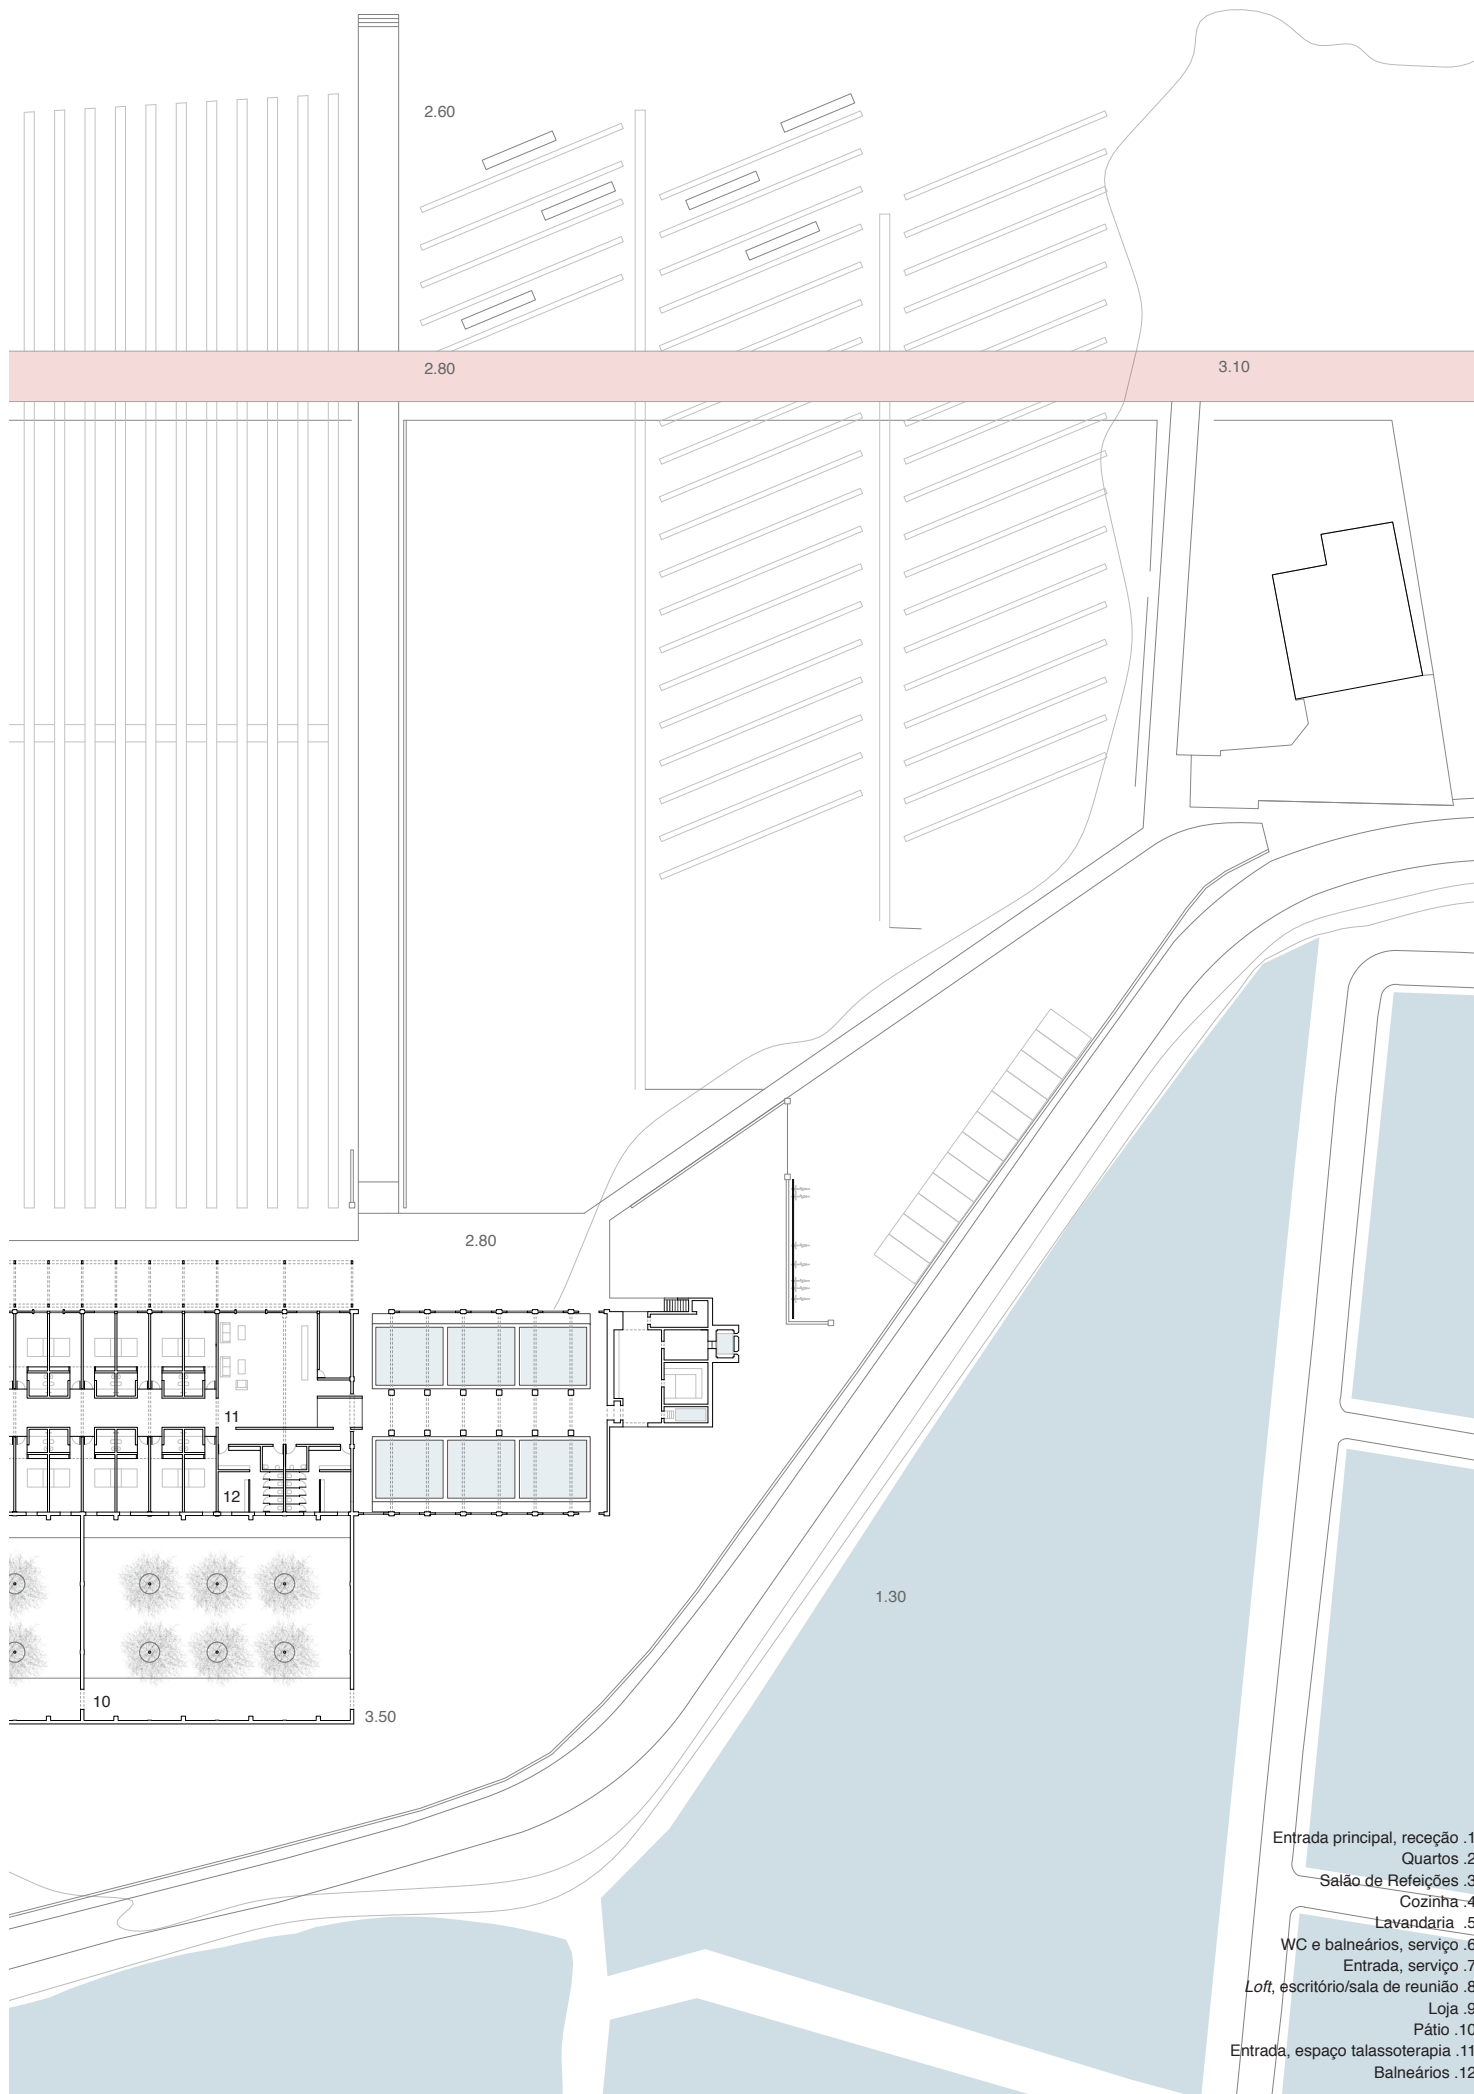 2.60
2.80
3.10
2.80
11
12
1.30
10
3.50
Entrada principal, receção .1
Quartos .2
Salão de Refeições .3
Cozinha .4
Lavandaria .5
WC e balneários, serviço .6
Entrada, serviço .7
Loft, escritório/sala de reunião .8
Loja .9
Pátio .10
Entrada, espaço talassoterapia .11
Balneários .12